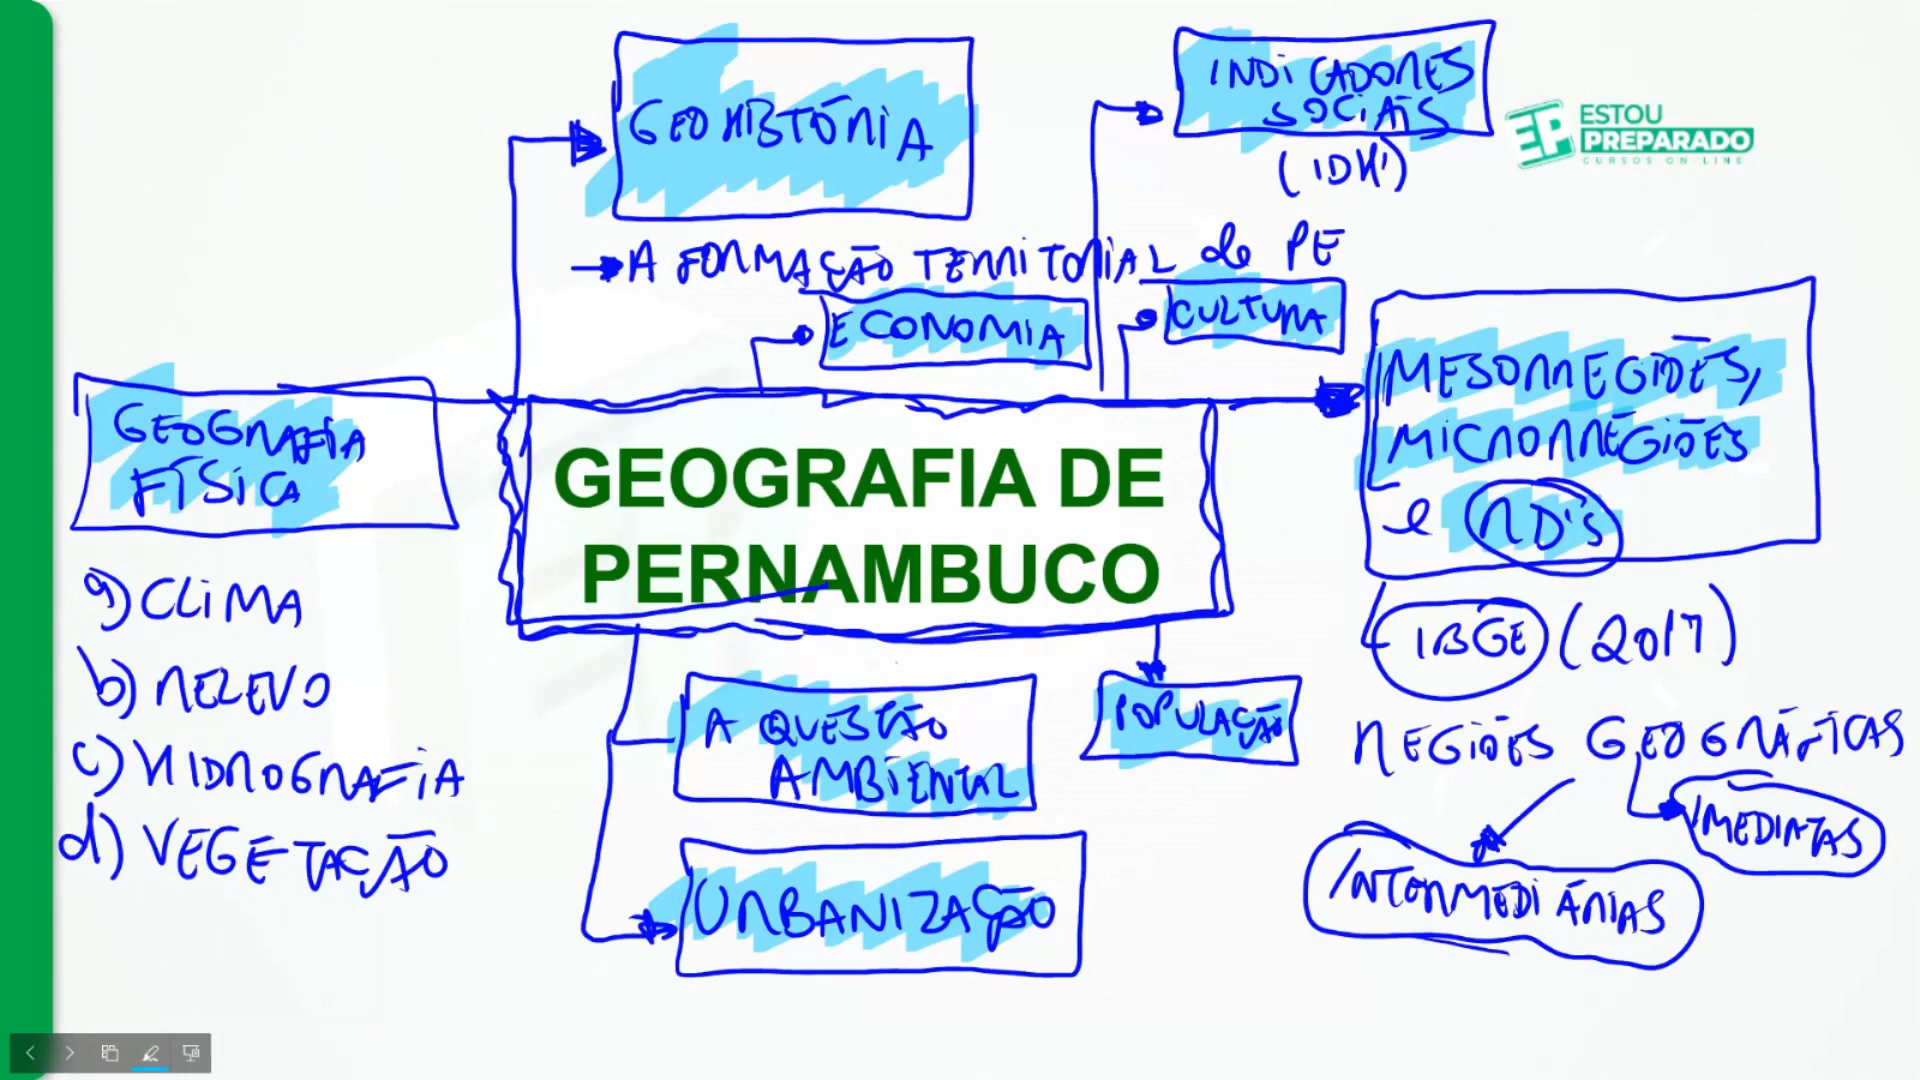 GEOHISTÓRIA
INDICADORES
SOCIAIS
(IDH)
ESTOU
PREPARADO
CURSOS ON LINE
→ A FORMAÇÃO TERRITORIAL de PE
ECONOMIA
CULTURA
MESORREGIÕES,
MICRORREGIÕES
e RD's
GEOGRAFIA
FÍSICA
GEOGRAFIA DE
PERNAMBUCO
a) CLIMA
b) RELEVO
c) HIDROGRAFIA
d) VEGETAÇÃO
IBGE (2017)
REGIÕES GEOGRÁFICAS
IMEDIATAS
INTERMEDIÁRIAS
A QUESTÃO
AMBIENTAL
POPULAÇÃO
URBANIZAÇÃO